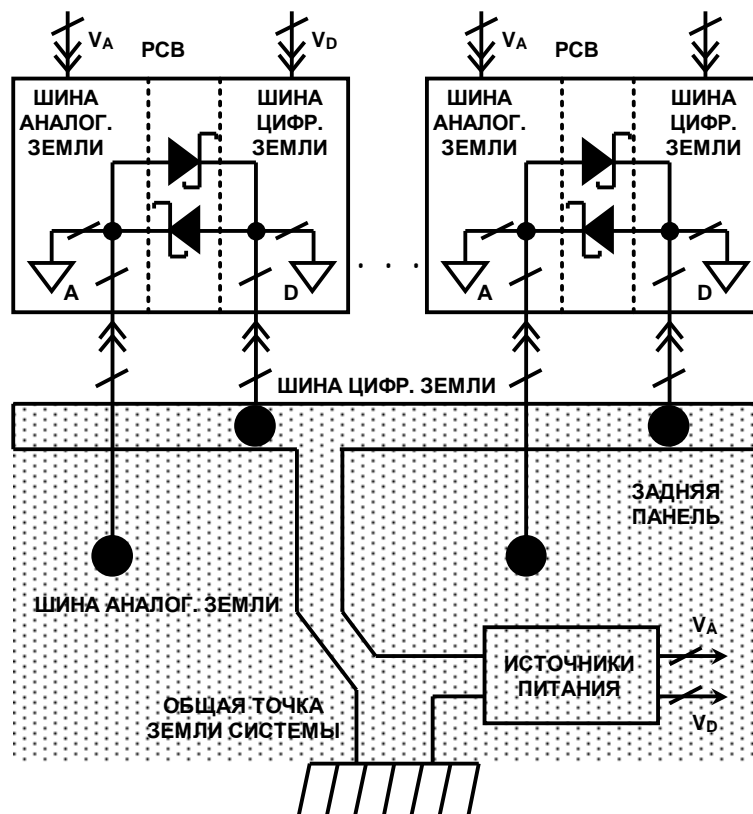 VA
PCB
VD
VA
PCB
ШИНА
АНАЛОГ.
ЗЕМЛИ
ШИНА
ЦИФР.
ЗЕМЛИ
ШИНА
АНАЛОГ.
ЗЕМЛИ
ШИНА
ЦИФР.
ЗЕМЛИ
A
D
. . .
A
D
ШИНА ЦИФР. ЗЕМЛИ
ЗАДНЯЯ
ПАНЕЛЬ
ШИНА АНАЛОГ. ЗЕМЛИ
VA
ИСТОЧНИКИ
ПИТАНИЯ
ОБЩАЯ ТОЧКА
ЗЕМЛИ СИСТЕМЫ
VD